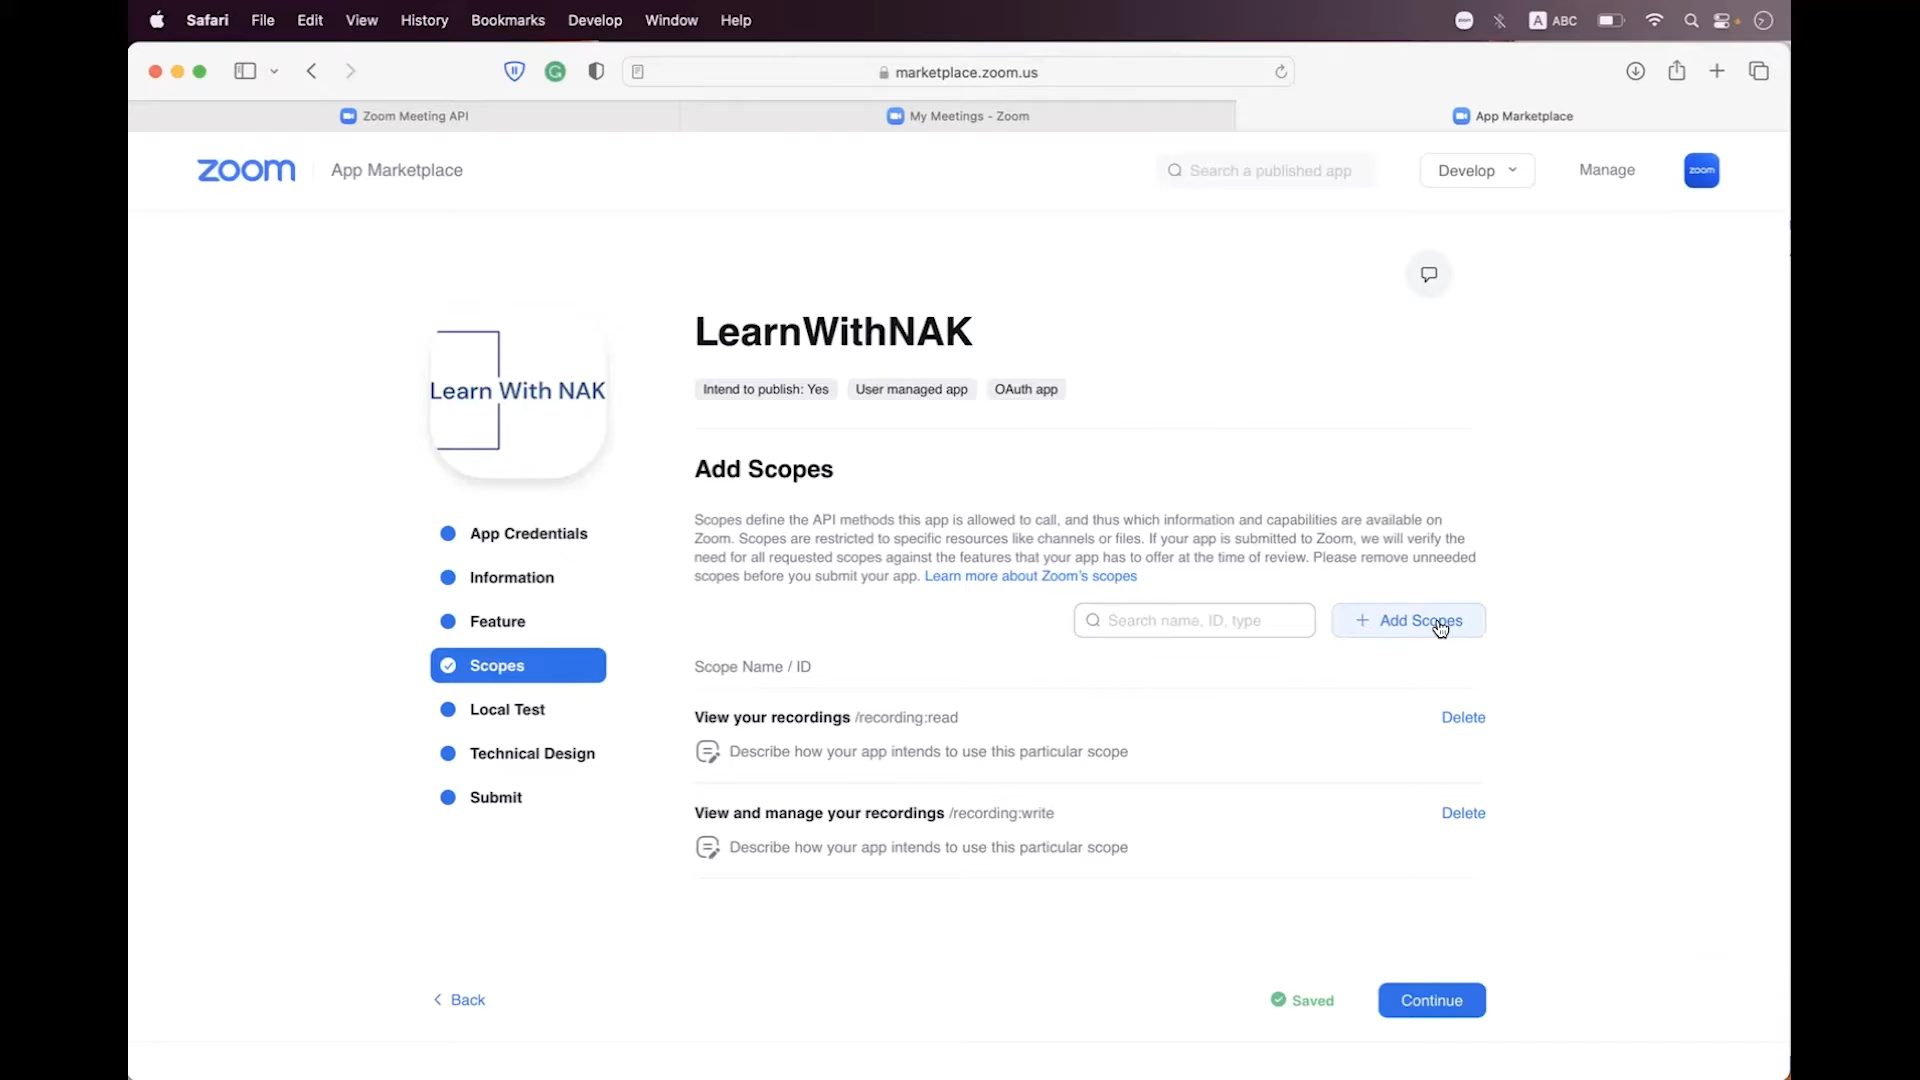 Safari File Edit View History Bookmarks Develop Window Help
zoom A ABC
marketplace.zoom.us
Zoom Meeting API
My Meetings - Zoom
App Marketplace
zoom App Marketplace
Search a published app
Develop
Manage
zoom
Learn With NAK
LearnWithNAK
Intend to publish: Yes
User managed app
OAuth app
Add Scopes
Scopes define the API methods this app is allowed to call, and thus which information and capabilities are available on
Zoom. Scopes are restricted to specific resources like channels or files. If your app is submitted to Zoom, we will verify the
need for all requested scopes against the features that your app has to offer at the time of review. Please remove unneeded
scopes before you submit your app. Learn more about Zoom's scopes
App Credentials
Information
Feature
Scopes
Local Test
Technical Design
Submit
Search name, ID, type
+ Add Scopes
Scope Name / ID
View your recordings /recording:read
Delete
Describe how your app intends to use this particular scope
View and manage your recordings /recording:write
Delete
Describe how your app intends to use this particular scope
< Back
Saved
Continue